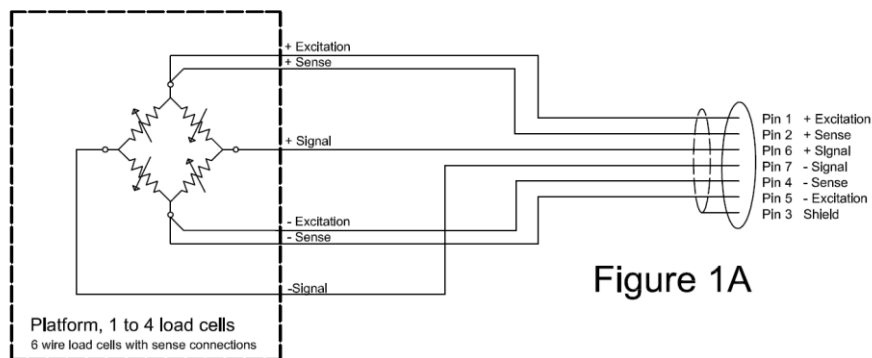 + Excitation
+ Sense
+ Signal
- Excitation
- Sense
-Signal
Pin 1 + Excitation
Pin 2 + Sense
Pin 6 + SIgnal
Pin 7 - Signal
Pin 4 - Sense
Pin 5 - Excitation
Pin 3 Shield
Figure 1A
Platform, 1 to 4 load cells
6 wire load cells with sense connections